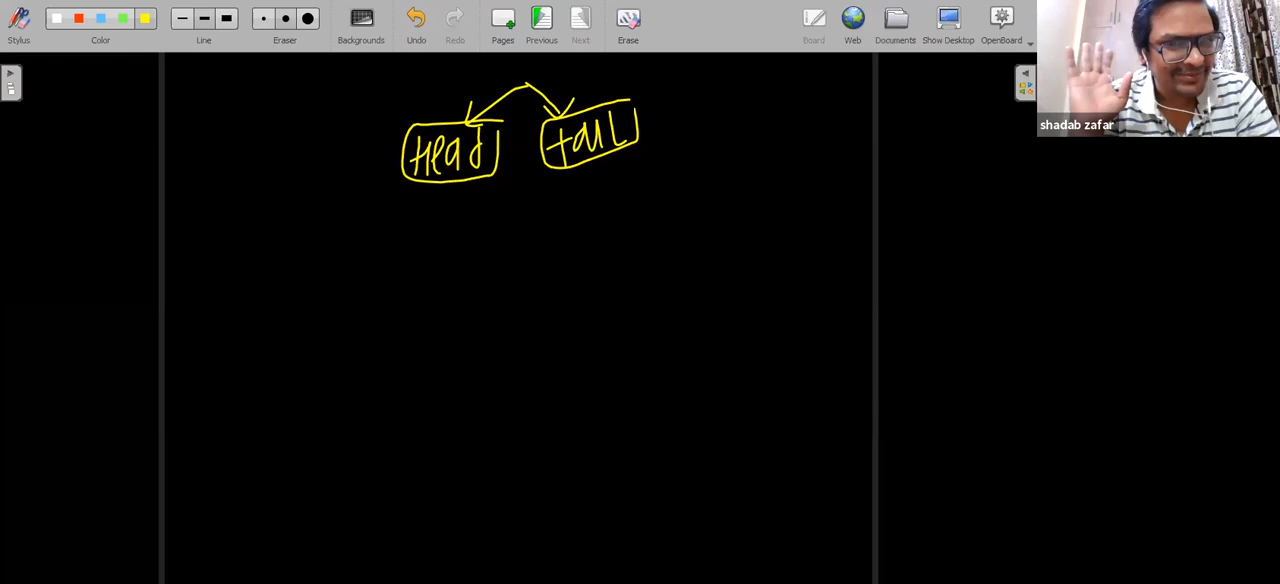 Stylus Color Line Eraser Backgrounds Undo Redo Pages Previous Next Erase Board Web Documents Show Desktop OpenBoard
shadab zafar
Head tail